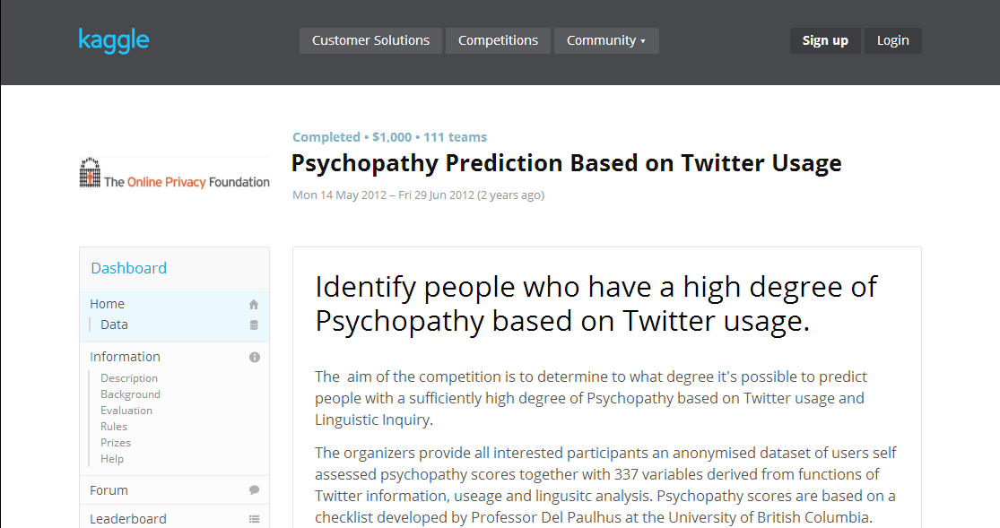 kaggle
Customer Solutions
Competitions
Community
Sign up
Login
The Online Privacy Foundation
Completed • $1,000 • 111 teams
Psychopathy Prediction Based on Twitter Usage
Mon 14 May 2012 – Fri 29 Jun 2012 (2 years ago)
Dashboard
Home
Data
Information
Description
Background
Evaluation
Rules
Prizes
Help
Forum
Leaderboard
Identify people who have a high degree of
Psychopathy based on Twitter usage.
The  aim of the competition is to determine to what degree it's possible to predict
people with a sufficiently high degree of Psychopathy based on Twitter usage and
Linguistic Inquiry.
The organizers provide all interested participants an anonymised dataset of users self
assessed psychopathy scores together with 337 variables derived from functions of
Twitter information, useage and lingusitc analysis. Psychopathy scores are based on a
checklist developed by Professor Del Paulhus at the University of British Columbia.